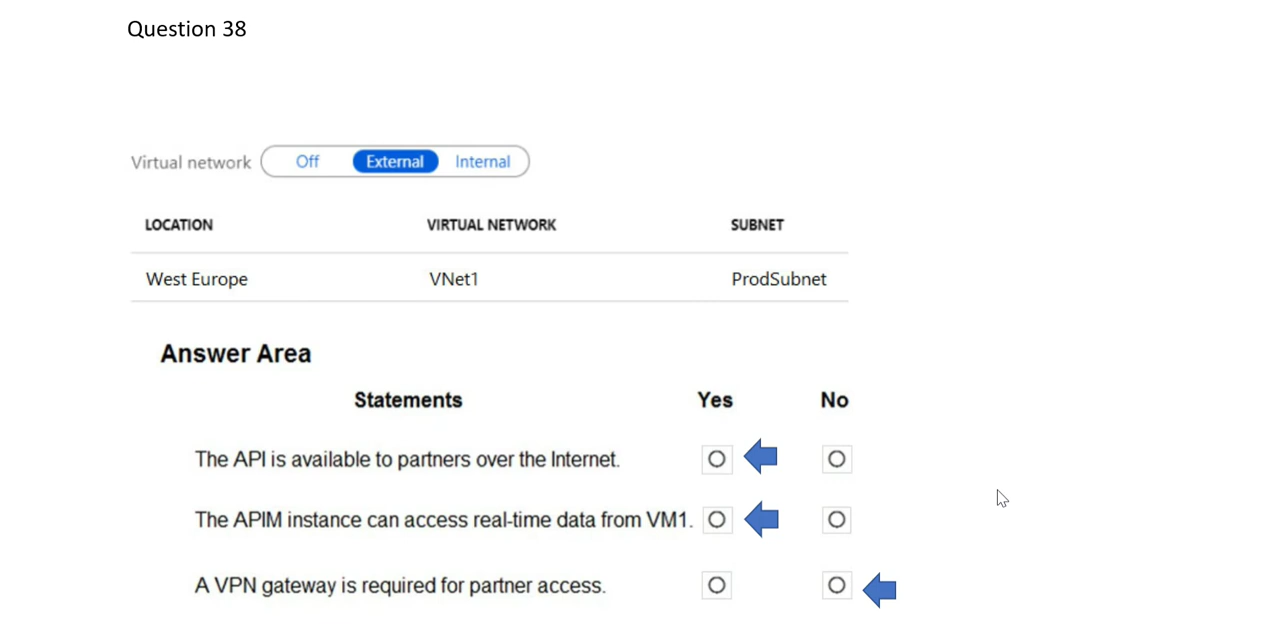 Question 38
Virtual network Off External Internal
LOCATION VIRTUAL NETWORK SUBNET
West Europe VNet1 ProdSubnet
Answer Area
Statements Yes No
The API is available to partners over the Internet.
The APIM instance can access real-time data from VM1.
A VPN gateway is required for partner access.